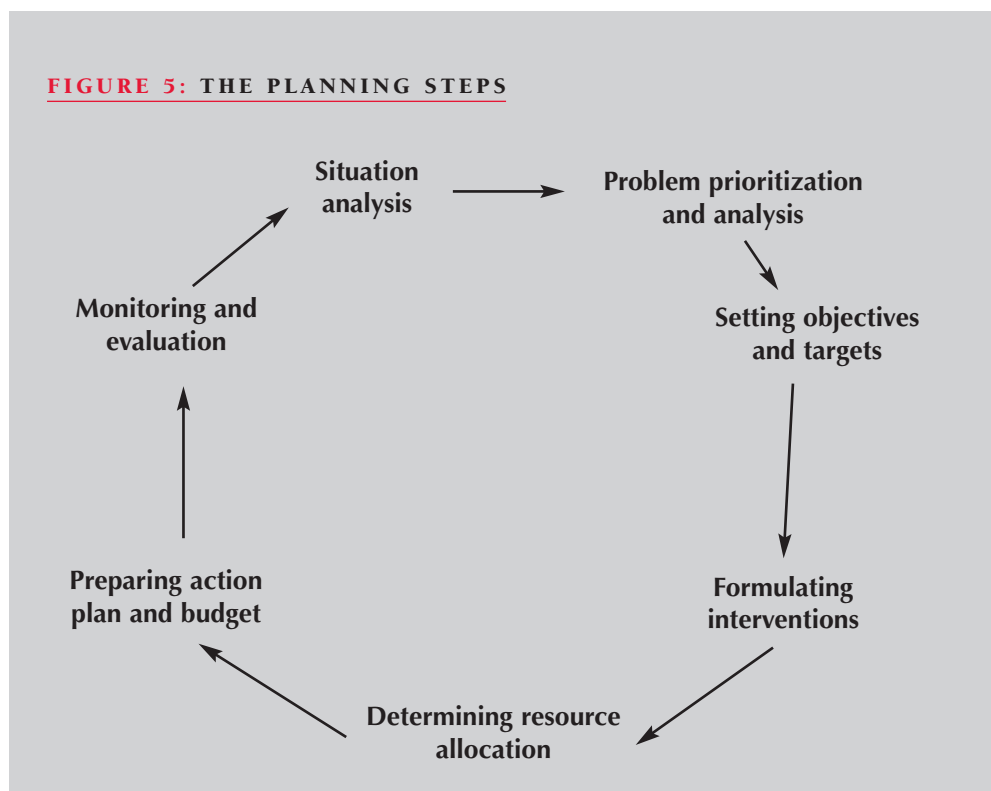 FIGURE 5: THE PLANNING STEPS
Situation
analysis
Problem prioritization
and analysis
Setting objectives
and targets
Formulating
interventions
Determining resource
allocation
Preparing action
plan and budget
Monitoring and
evaluation